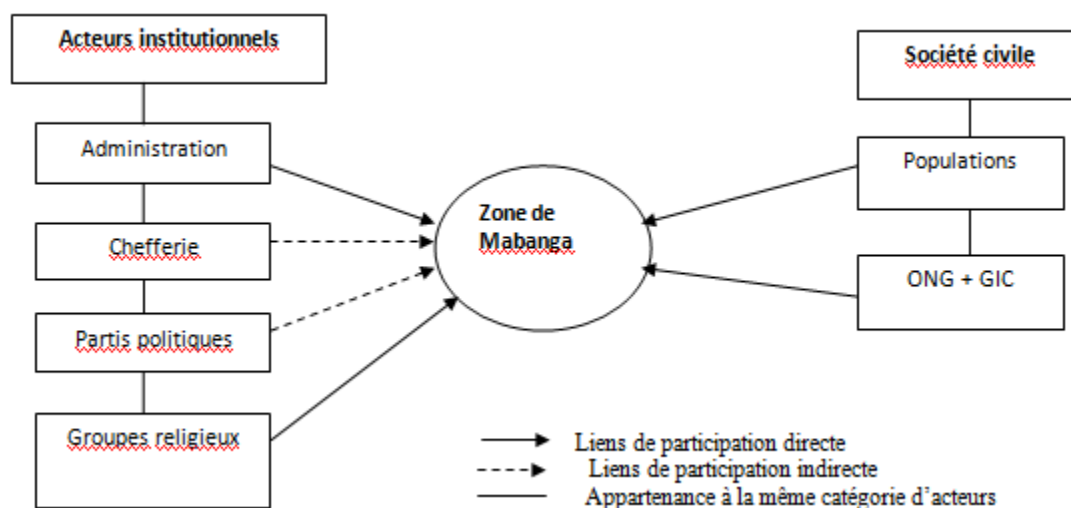 Acteurs institutionnels
Administration
Chefferie
Partis politiques
Groupes religieux
Zone de
Mabanga
Société civile
Populations
ONG + GIC
Liens de participation directe
Liens de participation indirecte
Appartenance à la même catégorie d’acteurs